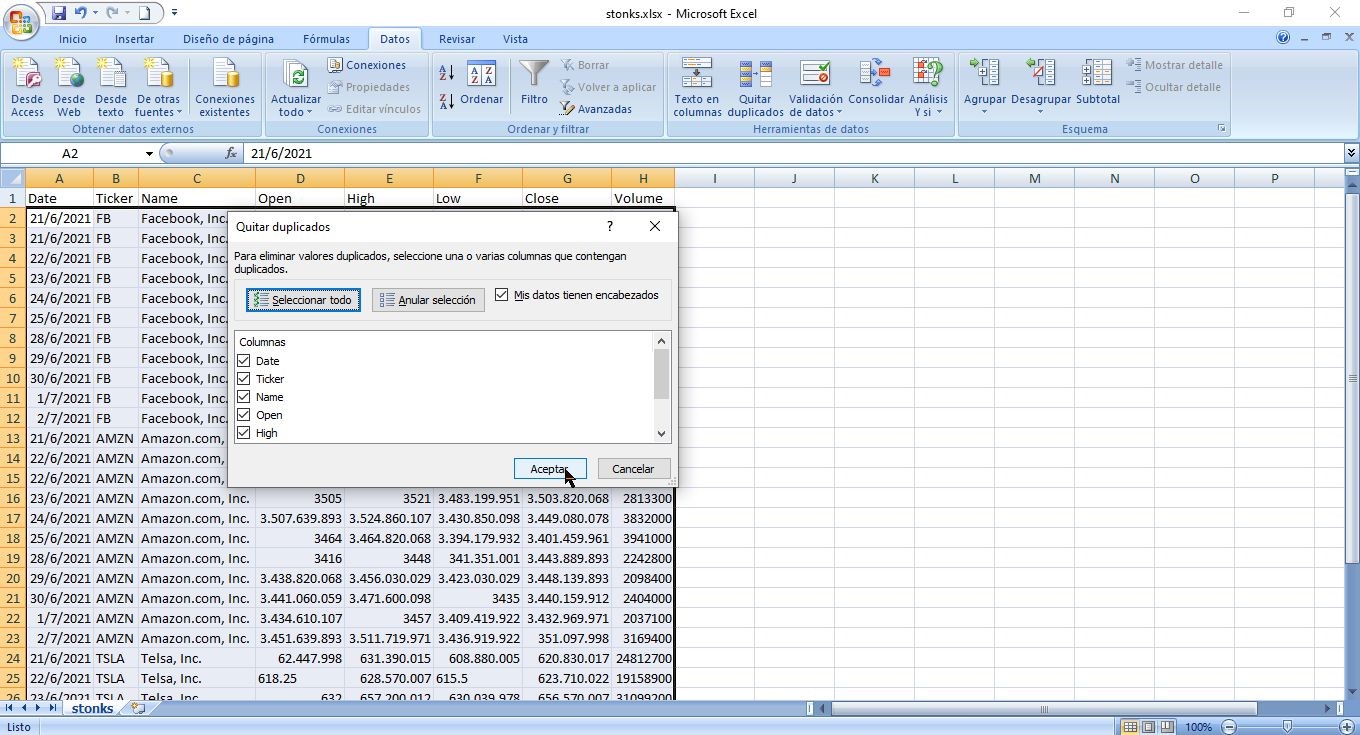 stonks.xlsx - Microsoft Excel
Inicio Insertar Diseño de página Fórmulas Datos Revisar Vista
Desde Access
Desde Web
Desde texto
De otras fuentes
Conexiones existentes
Obtener datos externos
Actualizar todo
Conexiones
Propiedades
Editar vínculos
Conexiones
Ordenar
Filtro
Borrar
Volver a aplicar
Avanzadas
Ordenar y filtrar
Texto en columnas
Quitar duplicados
Validación de datos
Consolidar
Análisis Y si
Herramientas de datos
Agrupar
Desagrupar
Subtotal
Mostrar detalle
Ocultar detalle
Esquema
A2 fx 21/6/2021
A B C D E F G H I J K L M N O P
1 Date Ticker Name Open High Low Close Volume
2 21/6/2021 FB Facebook, Inc.
3 21/6/2021 FB Facebook, Inc.
4 22/6/2021 FB Facebook, Inc.
5 23/6/2021 FB Facebook, Inc.
6 24/6/2021 FB Facebook, Inc.
7 25/6/2021 FB Facebook, Inc.
8 28/6/2021 FB Facebook, Inc.
9 29/6/2021 FB Facebook, Inc.
10 30/6/2021 FB Facebook, Inc.
11 1/7/2021 FB Facebook, Inc.
12 2/7/2021 FB Facebook, Inc.
13 21/6/2021 AMZN Amazon.com,
14 22/6/2021 AMZN Amazon.com,
15 22/6/2021 AMZN Amazon.com,
16 23/6/2021 AMZN Amazon.com, Inc. 3505 3521 3.483.199.951 3.503.820.068 2813300
17 24/6/2021 AMZN Amazon.com, Inc. 3.507.639.893 3.524.860.107 3.430.850.098 3.449.080.078 3832000
18 25/6/2021 AMZN Amazon.com, Inc. 3464 3.464.820.068 3.394.179.932 3.401.459.961 3941000
19 28/6/2021 AMZN Amazon.com, Inc. 3416 3448 341.351.001 3.443.889.893 2242800
20 29/6/2021 AMZN Amazon.com, Inc. 3.438.820.068 3.456.030.029 3.423.030.029 3.448.139.893 2098400
21 30/6/2021 AMZN Amazon.com, Inc. 3.441.060.059 3.471.600.098 3435 3.440.159.912 2404000
22 1/7/2021 AMZN Amazon.com, Inc. 3.434.610.107 3457 3.409.419.922 3.432.969.971 2037100
23 2/7/2021 AMZN Amazon.com, Inc. 3.451.639.893 3.511.719.971 3.436.919.922 351.097.998 3169400
24 21/6/2021 TSLA Telsa, Inc. 62.447.998 631.390.015 608.880.005 620.830.017 24812700
25 22/6/2021 TSLA Telsa, Inc. 618.25 628.570.007 615.5 623.710.022 19158900
26 23/6/2021 TSLA Telsa, Inc. 632 657.200.012 630.039.978 656.570.007 31099200
Quitar duplicados
?
Para eliminar valores duplicados, seleccione una o varias columnas que contengan
duplicados.
Seleccionar todo
Anular selección
Mis datos tienen encabezados
Columnas
Date
Ticker
Name
Open
High
Aceptar
Cancelar
stonks
Listo
100%